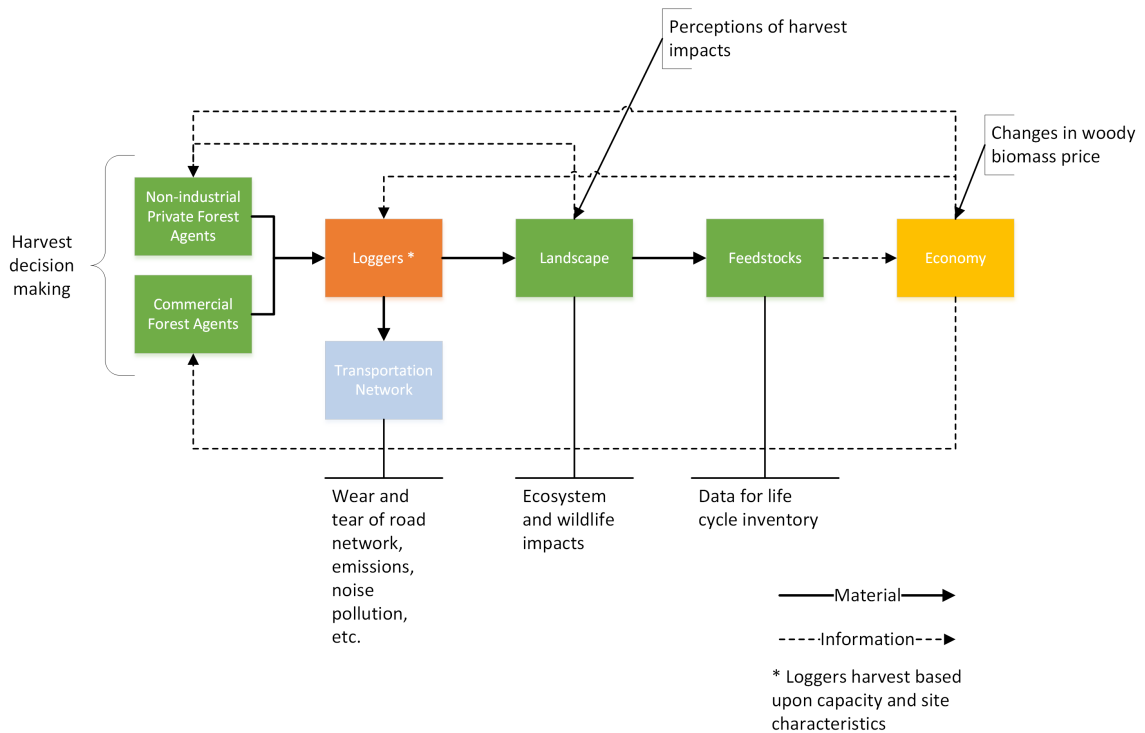 Perceptions of harvest
impacts
Changes in woody
biomass price
Harvest
decision
making
Non-industrial
Private Forest
Agents
Commercial
Forest Agents
Loggers *
Landscape
Feedstocks
Economy
Transportation
Network
Wear and
tear of road
network,
emissions,
noise
pollution,
etc.
Ecosystem
and wildlife
impacts
Data for life
cycle inventory
Material
Information
* Loggers harvest based
upon capacity and site
characteristics